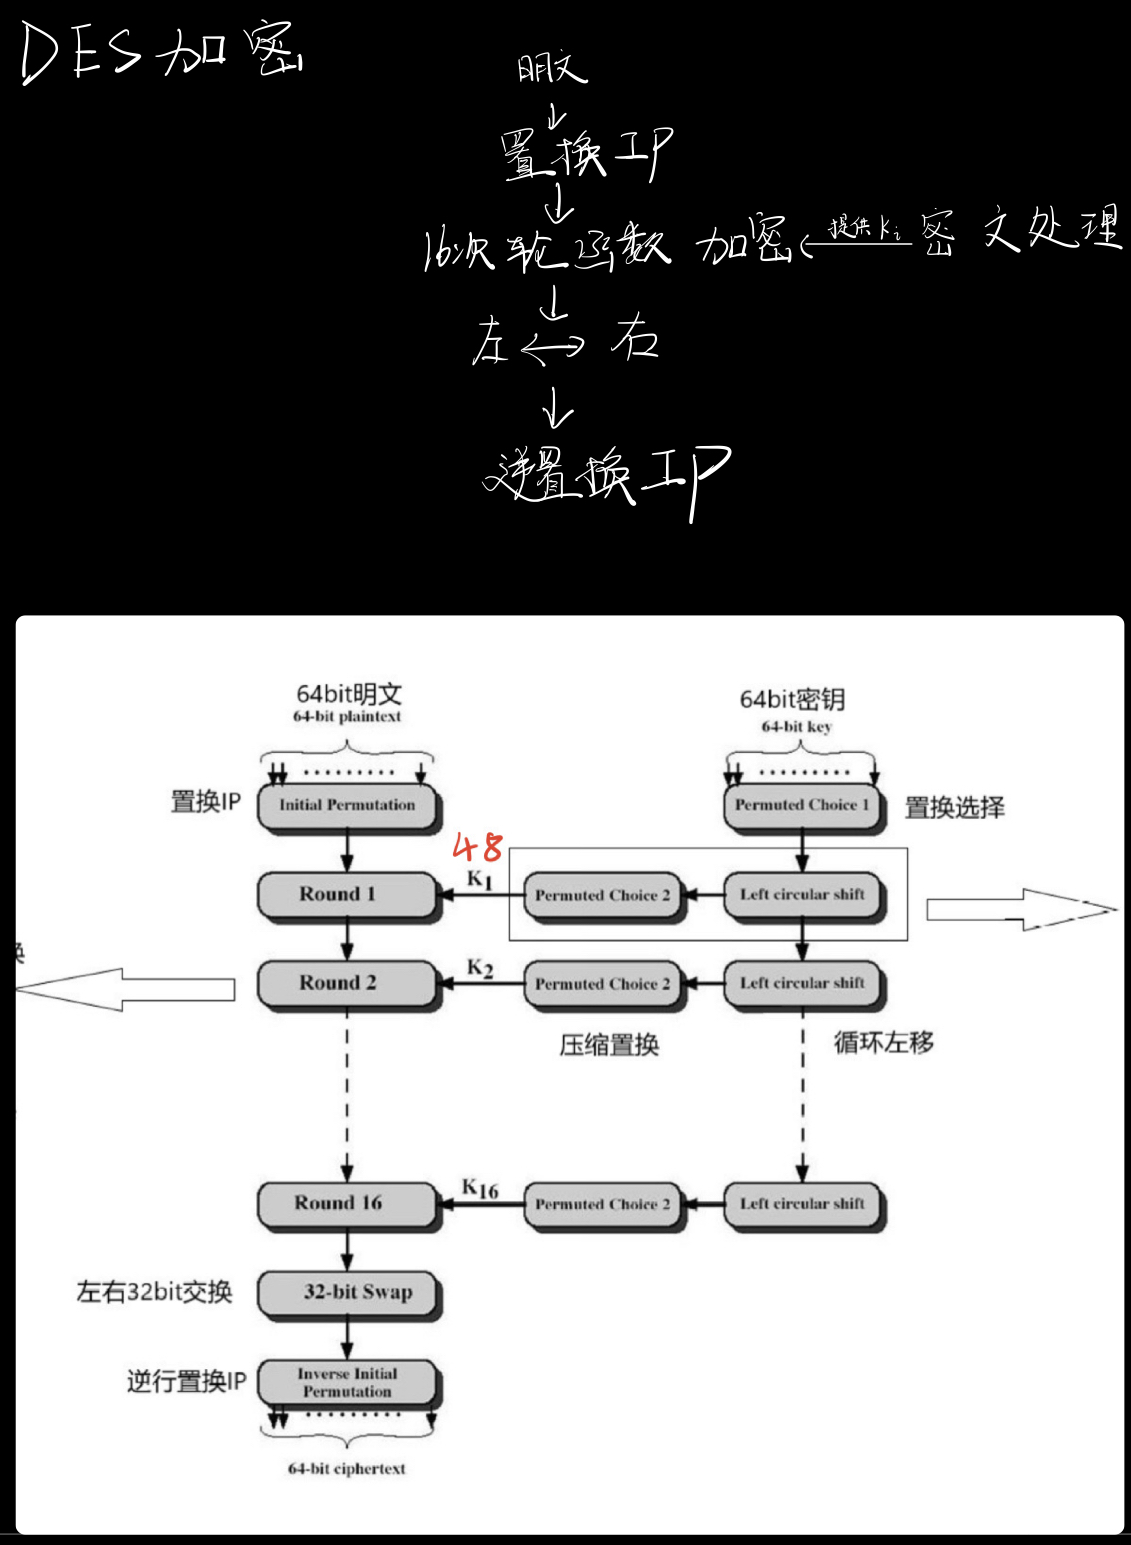 DES加密
明文
↓
置换IP
↓
16次轮函数 加密 ← 提供Ki 密文处理
↓
左 ↔ 右
↓
逆置换IP
64bit明文
64-bit plaintext
64bit密钥
64-bit key
置换IP
Initial Permutation
Permuted Choice 1
置换选择
48
Round 1
K1
Permuted Choice 2
Left circular shift
换
Round 2
K2
Permuted Choice 2
Left circular shift
压缩置换
循环左移
Round 16
K16
Permuted Choice 2
Left circular shift
左右32bit交换
32-bit Swap
逆行置换IP
Inverse Initial
Permutation
64-bit ciphertext